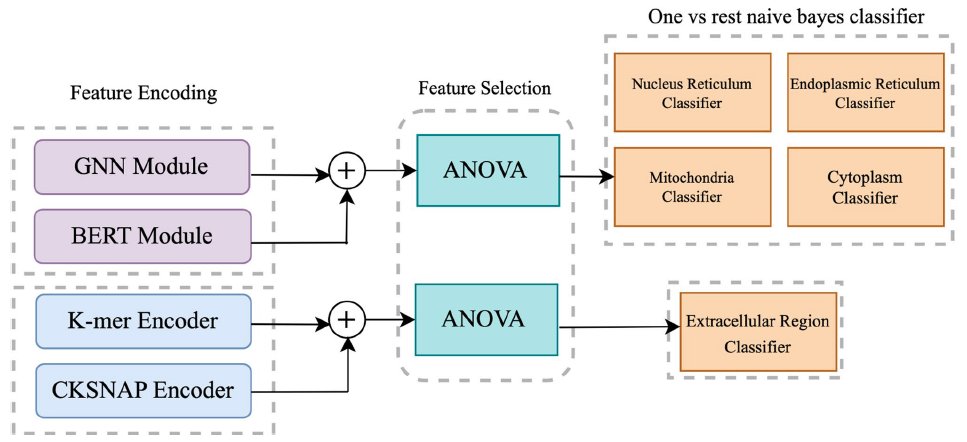 One vs rest naive bayes classifier
Feature Encoding
Feature Selection
GNN Module
BERT Module
K-mer Encoder
CKSNAP Encoder
+
+
ANOVA
ANOVA
Nucleus Reticulum
Classifier
Endoplasmic Reticulum
Classifier
Mitochondria
Classifier
Cytoplasm
Classifier
Extracellular Region
Classifier